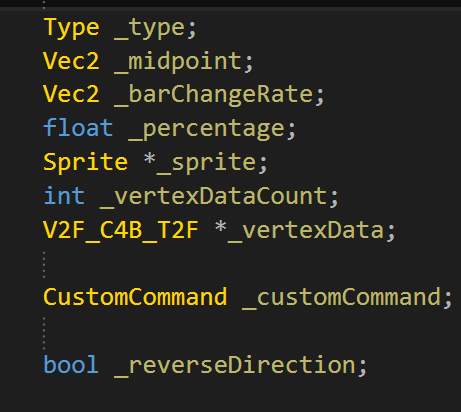 Type _type;
Vec2 _midpoint;
Vec2 _barChangeRate;
float _percentage;
Sprite *_sprite;
int _vertexDataCount;
V2F_C4B_T2F *_vertexData;
CustomCommand _customCommand;
bool _reverseDirection;